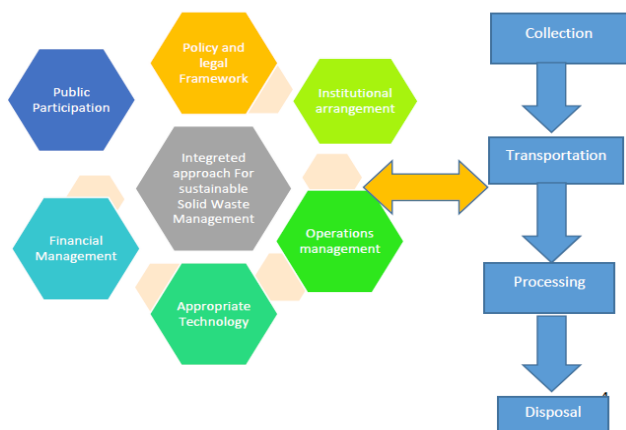 Policy and
legal
Framework
Public
Participation
Institutional
arrangement
Integreted
approach For
sustainable
Solid Waste
Management
Financial
Management
Operations
management
Appropriate
Technology
Collection
Transportation
Processing
Disposal